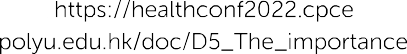 https://healthconf2022.cpce
polyu.edu.hk/doc/D5_The_importance